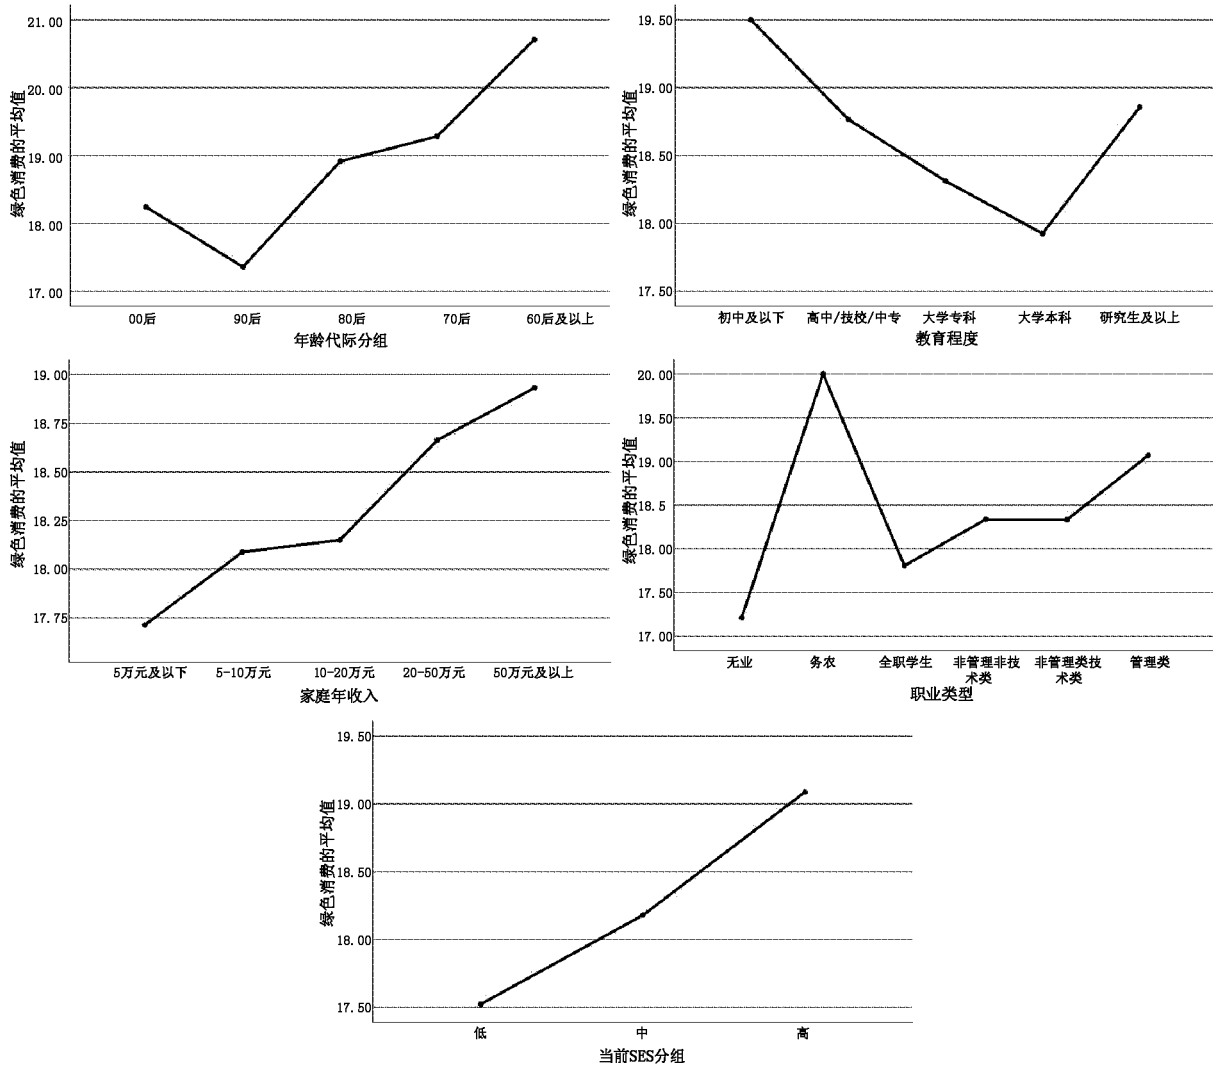 绿色消费的平均值
21.00
20.00
19.00
18.00
17.00
00后 90后 80后 70后 60后及以上
年龄代际分组
绿色消费的平均值
19.50
19.00
18.50
18.00
17.50
初中及以下 高中/技校/中专 大学专科 大学本科 研究生及以上
教育程度
绿色消费的平均值
19.00
18.75
18.50
18.25
18.00
17.75
5万元及以下 5-10万元 10-20万元 20-50万元 50万元及以上
家庭年收入
绿色消费的平均值
20.00
19.50
19.00
18.5
18.00
17.50
17.00
无业 务农 全职学生 非管理非技 非管理类技 管理类
术类 术类
职业类型
绿色消费的平均值
19.50
19.00
18.50
18.00
17.50
低 中 高
当前SES分组